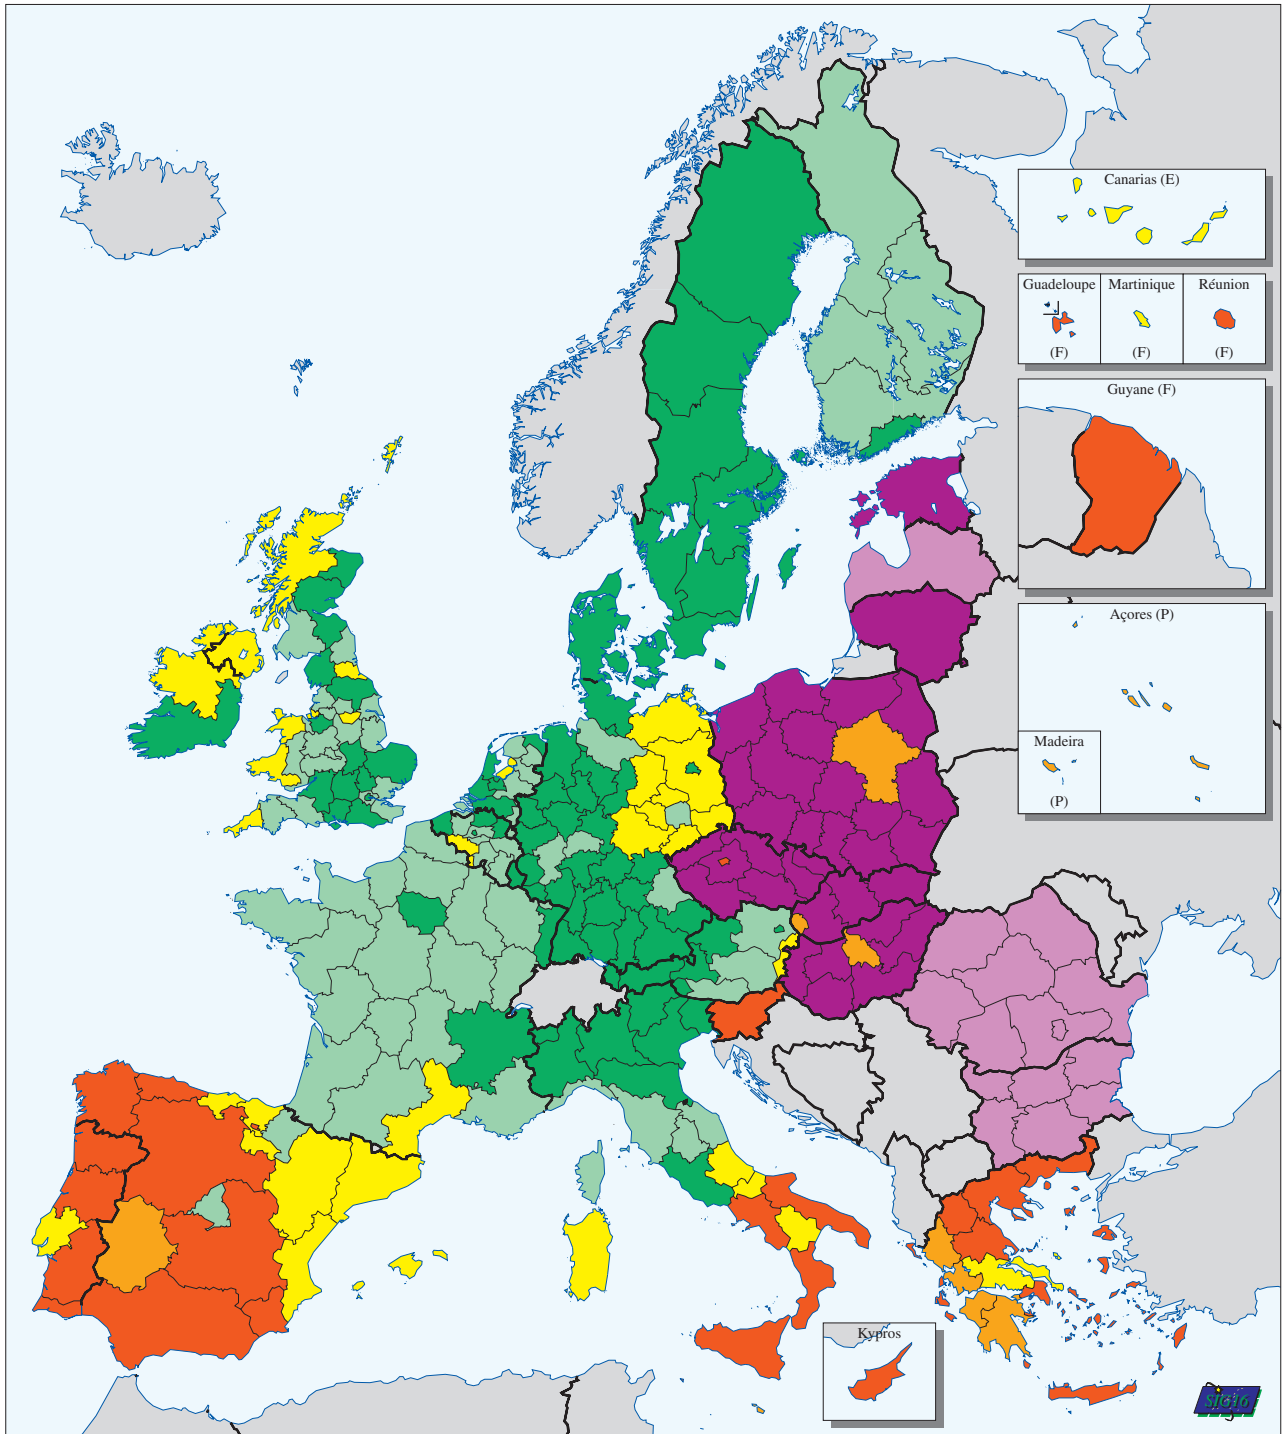 Canarias (E)
Guadeloupe
Martinique
Réunion
(F)
(F)
(F)
Guyane (F)
Açores (P)
Madeira
(P)
Kypros
SIG16